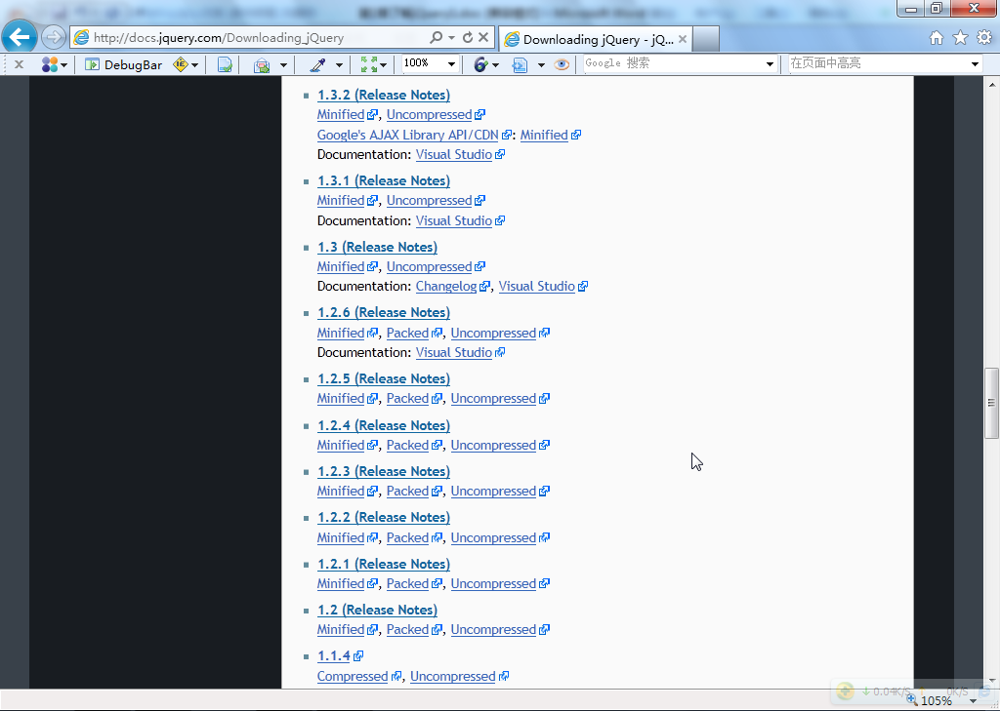 http://docs.jquery.com/Downloading_jQuery
Downloading jQuery - jQ...
DebugBar
100%
Google 搜索
在页面中高亮
1.3.2 (Release Notes)
Minified, Uncompressed
Google's AJAX Library API/CDN: Minified
Documentation: Visual Studio
1.3.1 (Release Notes)
Minified, Uncompressed
Documentation: Visual Studio
1.3 (Release Notes)
Minified, Uncompressed
Documentation: Changelog, Visual Studio
1.2.6 (Release Notes)
Minified, Packed, Uncompressed
Documentation: Visual Studio
1.2.5 (Release Notes)
Minified, Packed, Uncompressed
1.2.4 (Release Notes)
Minified, Packed, Uncompressed
1.2.3 (Release Notes)
Minified, Packed, Uncompressed
1.2.2 (Release Notes)
Minified, Packed, Uncompressed
1.2.1 (Release Notes)
Minified, Packed, Uncompressed
1.2 (Release Notes)
Minified, Packed, Uncompressed
1.1.4
Compressed, Uncompressed
0.04K/S 0K/S
105%